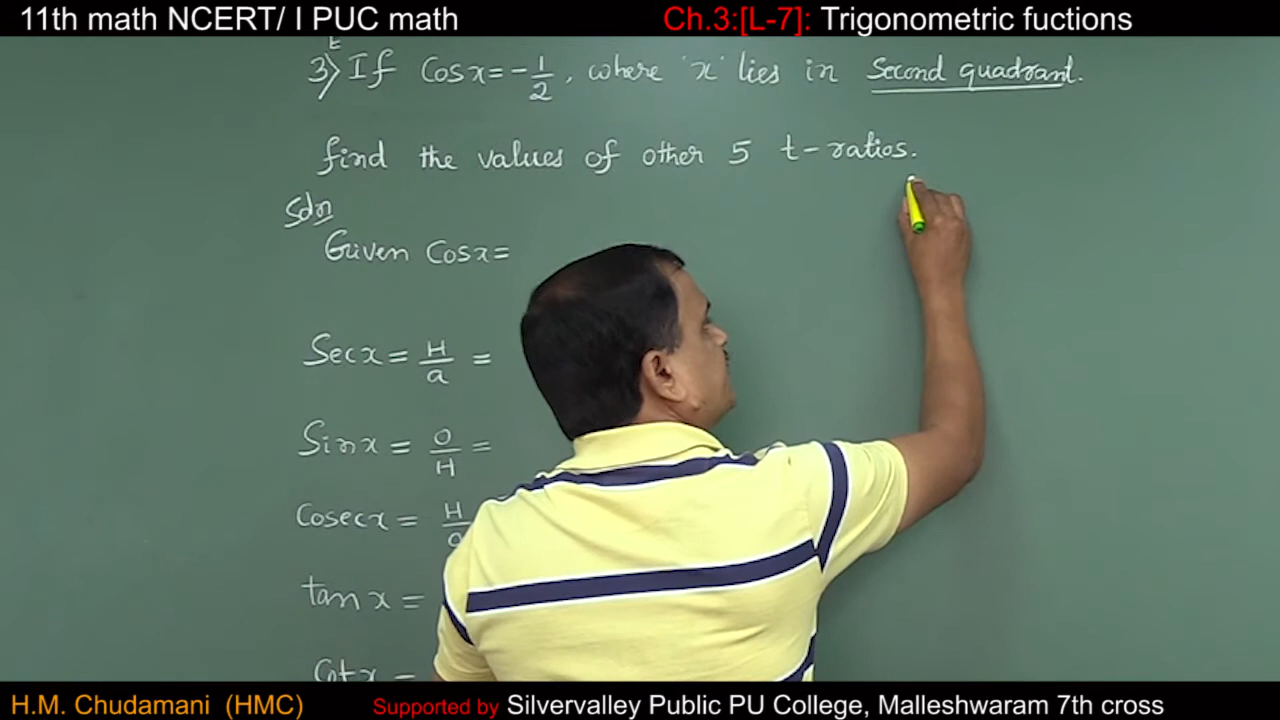 11th math NCERT/ I PUC math Ch.3:[L-7]: Trigonometric fuctions
3) If Cosx = -1/2, where 'x' lies in Second quadrant.
find the values of other 5 t-ratios.
Soln
Given Cosx =
Secx = H/a =
Sinx = O/H =
Cosecx = H/o
tanx =
Cotx =
H.M. Chudamani (HMC) Supported by Silvervalley Public PU College, Malleshwaram 7th cross